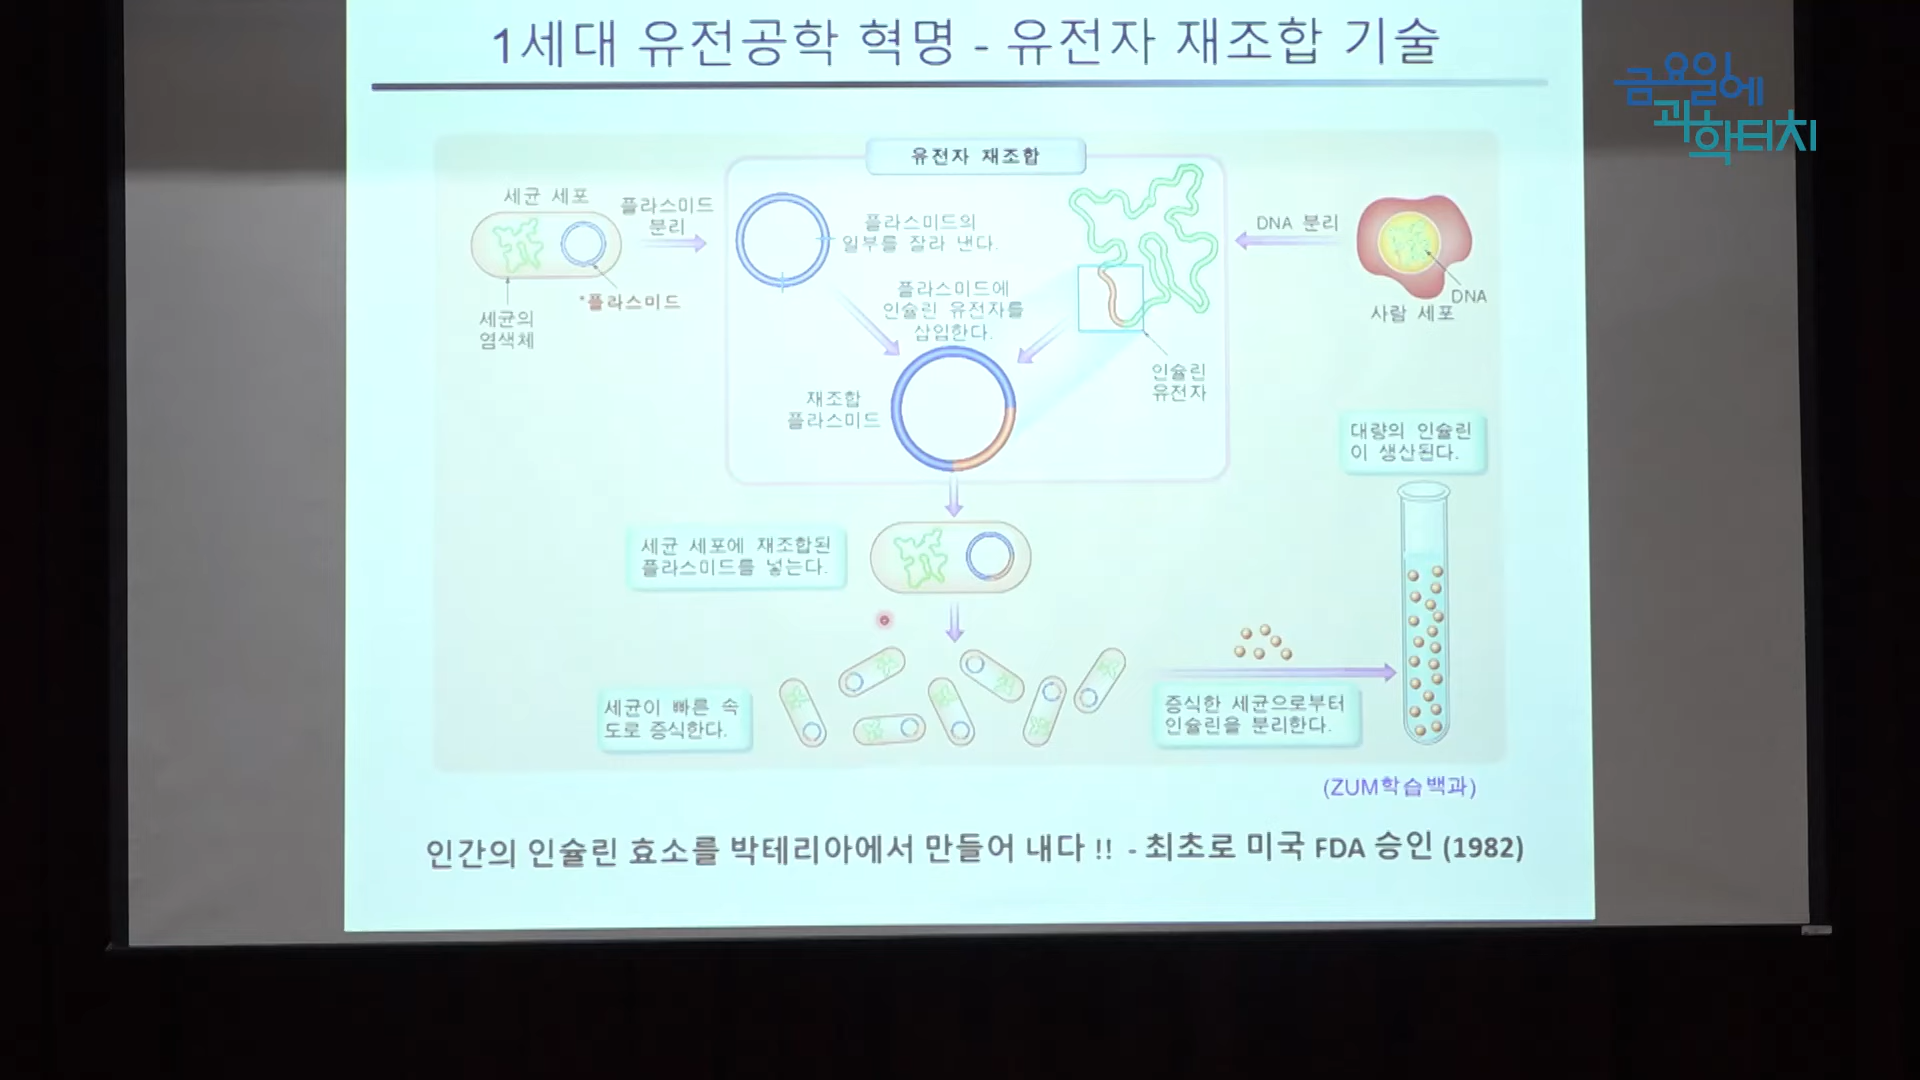 1세대 유전공학 혁명 - 유전자 재조합 기술
금요일에
과학터치
유전자 재조합
세균 세포
플라스미드
분리
플라스미드의
일부를 잘라 낸다.
DNA 분리
*플라스미드
세균의
염색체
플라스미드에
인슐린 유전자를
삽입한다.
DNA
사람 세포
인슐린
유전자
재조합
플라스미드
대량의 인슐린
이 생산된다.
세균 세포에 재조합된
플라스미드를 넣는다.
세균이 빠른 속
도로 증식한다.
증식한 세균으로부터
인슐린을 분리한다.
(ZUM학습백과)
인간의 인슐린 효소를 박테리아에서 만들어 내다 !! - 최초로 미국 FDA 승인 (1982)